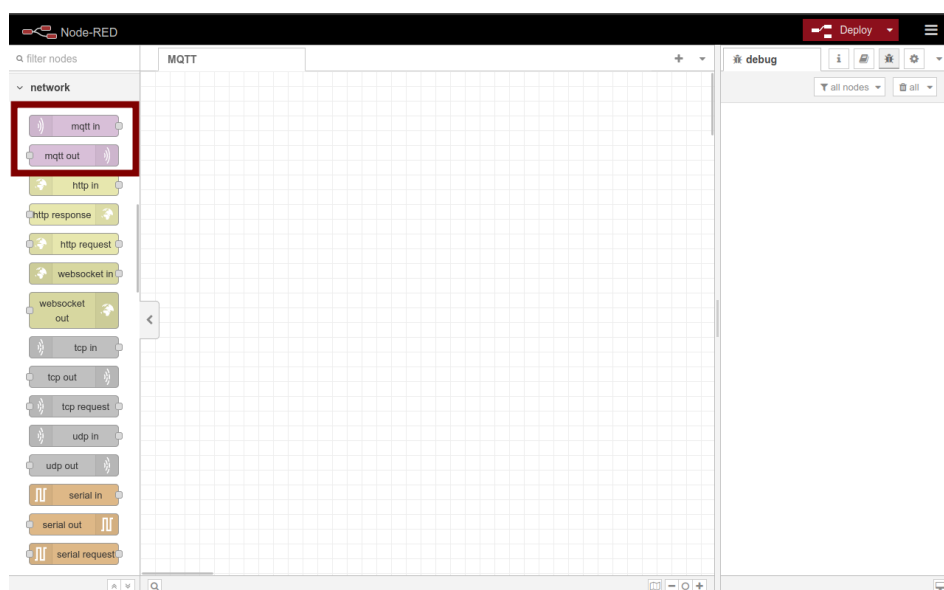 Node-RED
Deploy
filter nodes
MQTT
debug
i
network
all nodes
all
mqtt in
mqtt out
http in
http response
http request
websocket in
websocket
out
tcp in
tcp out
tcp request
udp in
udp out
serial in
serial out
serial request